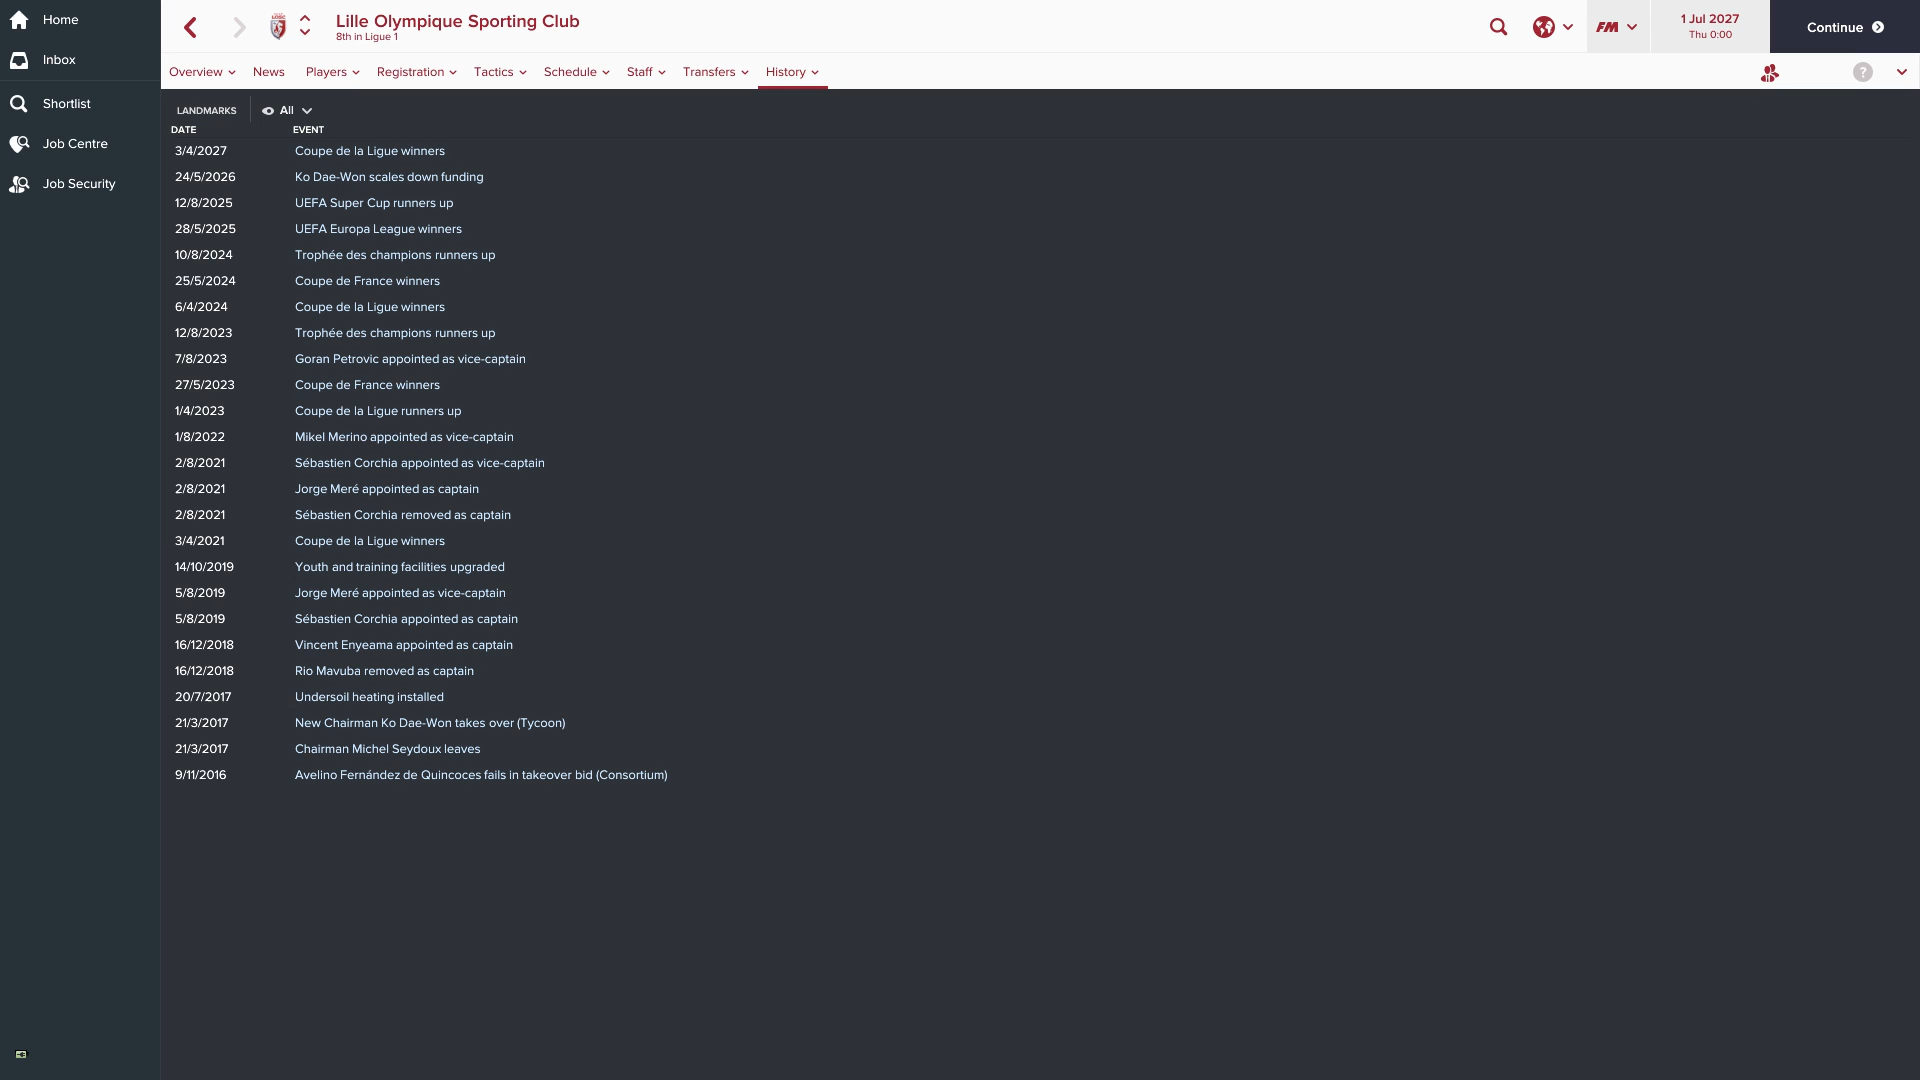 Home
Inbox
Shortlist
Job Centre
Job Security
Lille Olympique Sporting Club
8th in Ligue 1
FM
1 Jul 2027
Thu 0:00
Continue
Overview
News
Players
Registration
Tactics
Schedule
Staff
Transfers
History
?
LANDMARKS
All
DATE EVENT
3/4/2027 Coupe de la Ligue winners
24/5/2026 Ko Dae-Won scales down funding
12/8/2025 UEFA Super Cup runners up
28/5/2025 UEFA Europa League winners
10/8/2024 Trophée des champions runners up
25/5/2024 Coupe de France winners
6/4/2024 Coupe de la Ligue winners
12/8/2023 Trophée des champions runners up
7/8/2023 Goran Petrovic appointed as vice-captain
27/5/2023 Coupe de France winners
1/4/2023 Coupe de la Ligue runners up
1/8/2022 Mikel Merino appointed as vice-captain
2/8/2021 Sébastien Corchia appointed as vice-captain
2/8/2021 Jorge Meré appointed as captain
2/8/2021 Sébastien Corchia removed as captain
3/4/2021 Coupe de la Ligue winners
14/10/2019 Youth and training facilities upgraded
5/8/2019 Jorge Meré appointed as vice-captain
5/8/2019 Sébastien Corchia appointed as captain
16/12/2018 Vincent Enyeama appointed as captain
16/12/2018 Rio Mavuba removed as captain
20/7/2017 Undersoil heating installed
21/3/2017 New Chairman Ko Dae-Won takes over (Tycoon)
21/3/2017 Chairman Michel Seydoux leaves
9/11/2016 Avelino Fernández de Quincoces fails in takeover bid (Consortium)